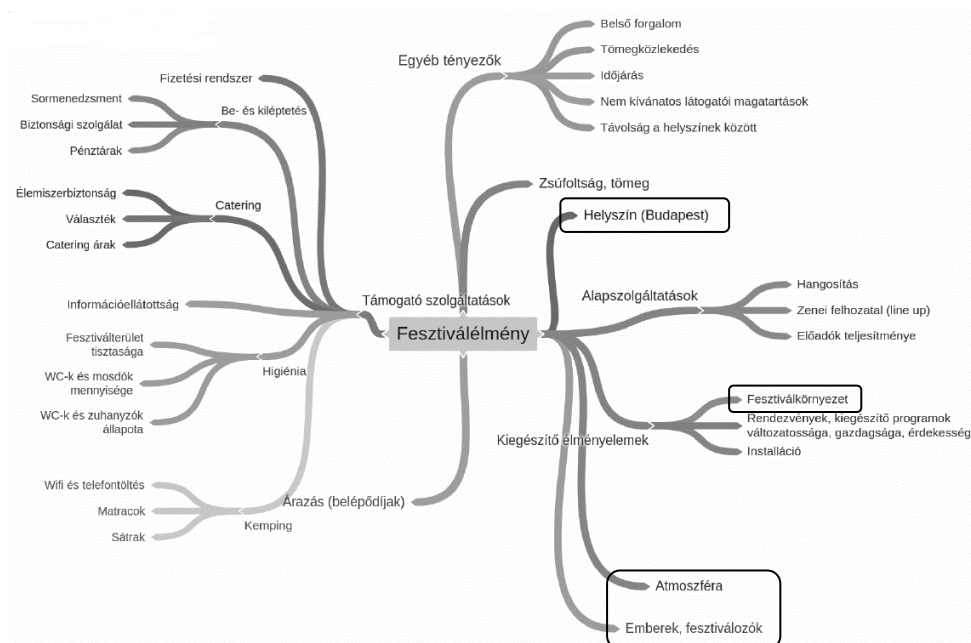 Belső forgalom
Tömegközlekedés
Egyéb tényezők
Időjárás
Nem kívánatos látogatói magatartások
Távolság a helyszínek között
Fizetési rendszer
Sormenedzsment
Be- és kiléptetés
Biztonsági szolgálat
Pénztárak
Zsúfoltság, tömeg
Helyszín (Budapest)
Élemiszerbiztonság
Catering
Választék
Catering árak
Támogató szolgáltatások
Információellátottság
Fesztiválélmény
Alapszolgáltatások
Hangosítás
Zenei felhozatal (line up)
Előadók teljesítménye
Fesztiválterület
tisztasága
Higiénia
WC-k és mosdók
mennyisége
WC-k és zuhanyzók
állapota
Kiegészítő élményelemek
Fesztiválkörnyezet
Rendezvények, kiegészítő programok
változatossága, gazdagsága, érdekesség
Installáció
Árazás (belépődíjak)
Wifi és telefontöltés
Matracok
Kemping
Sátrak
Atmoszféra
Emberek, fesztiválozók